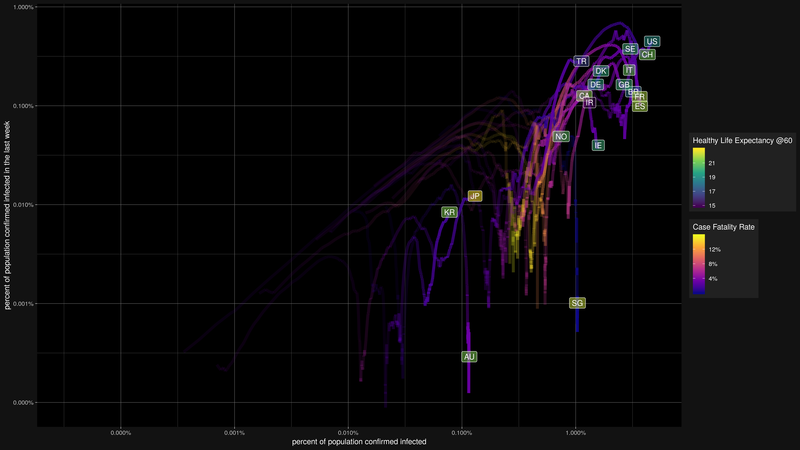 1.000%
0.100%
0.010%
0.001%
0.000%
percent of population confirmed infected in the last week
US
SE
CH
TR
DK
IT
DE
GB
CA
FR
IR
ES
NO
IE
JP
KR
SG
AU
0.000%
0.001%
0.010%
0.100%
1.000%
percent of population confirmed infected
Healthy Life Expectancy @60
21
19
17
15
Case Fatality Rate
12%
8%
4%